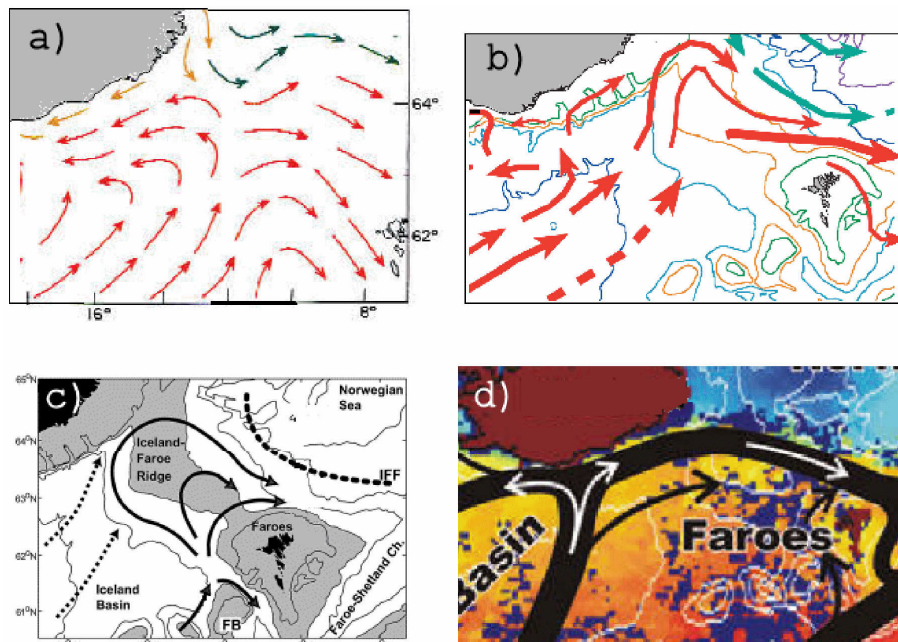 a)
64°
62°
16°
8°
b)
c)
65°N
64°N
63°N
62°N
61°N
Norwegian
Sea
Iceland-
Faroe
Ridge
IFF
Faroes
Iceland
Basin
FB
Faroe-Shetland Ch.
d)
Basin
Faroes